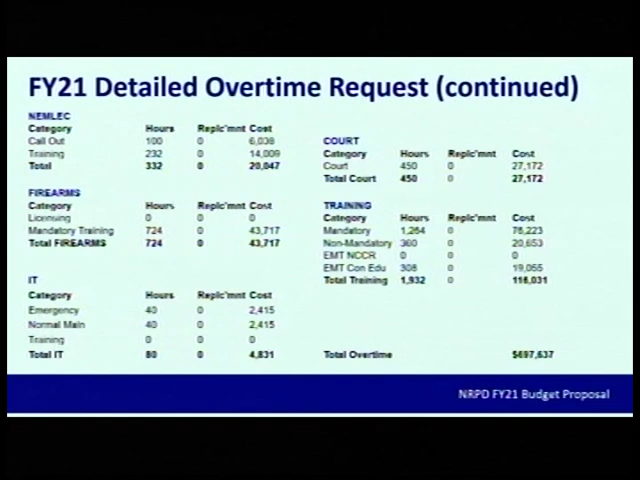 FY21 Detailed Overtime Request (continued)
NEMLEC
Category Hours Replc'mnt Cost
Call Out 100 0 6,038
Training 232 0 14,009
Total 332 0 20,047
FIREARMS
Category Hours Replc'mnt Cost
Licensing 0 0 0
Mandatory Training 724 0 43,717
Total FIREARMS 724 0 43,717
IT
Category Hours Replc'mnt Cost
Emergency 40 0 2,415
Normal Main 40 0 2,415
Training 0 0 0
Total IT 80 0 4,831
COURT
Category Hours Replc'mnt Cost
Court 450 0 27,172
Total Court 450 0 27,172
TRAINING
Category Hours Replc'mnt Cost
Mandatory 1,264 0 76,223
Non-Mandatory 360 0 20,653
EMT NCCR 0 0 0
EMT Con Edu 308 0 19,055
Total Training 1,932 0
Total Overtime $697,637
NRPD FY21 Budget Proposal